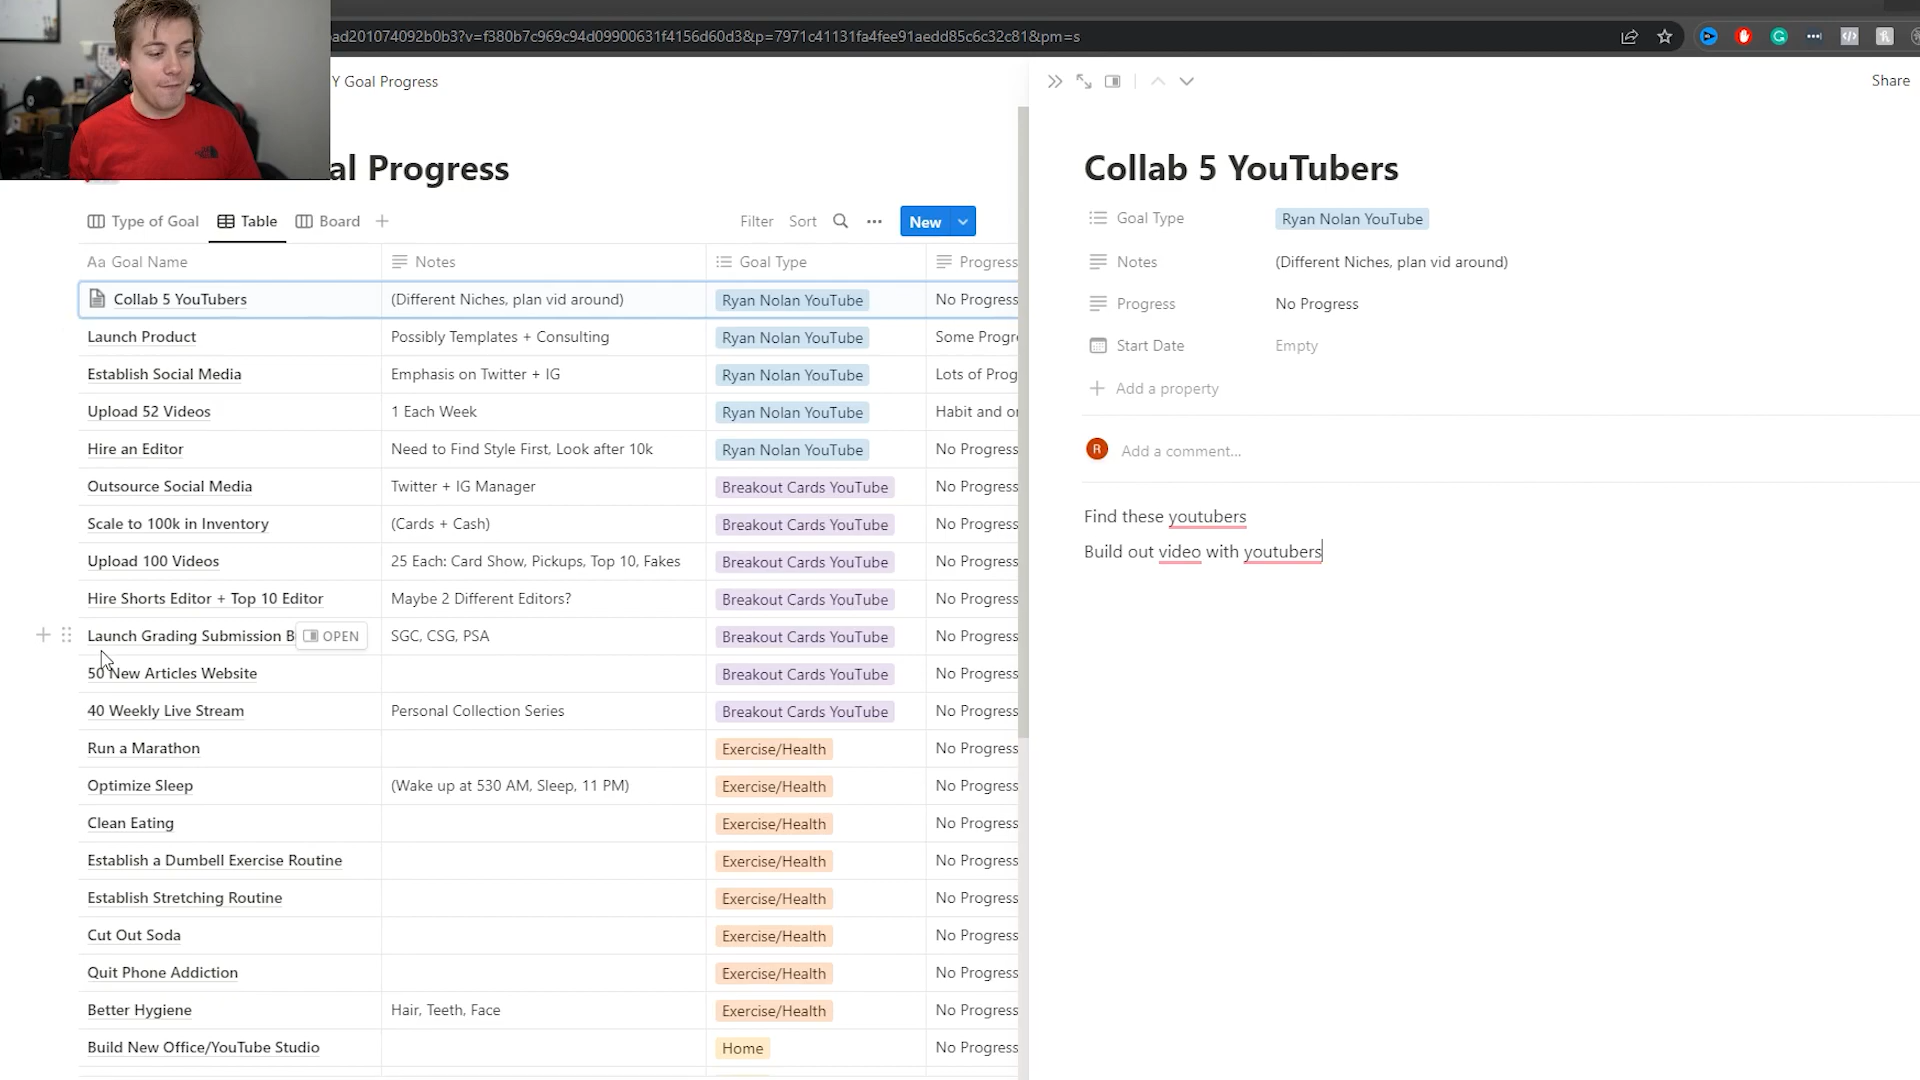 ad201074092b0b3?v=f380b7c969c94d09900631f4156d60d3&p=7971c41131fa4fee91aedd85c6c32c81&pm=s
Y Goal Progress
Share
al Progress
Type of Goal Table Board
Filter Sort New
Aa Goal Name Notes Goal Type Progress
Collab 5 YouTubers (Different Niches, plan vid around) Ryan Nolan YouTube No Progress
Launch Product Possibly Templates + Consulting Ryan Nolan YouTube Some Progre
Establish Social Media Emphasis on Twitter + IG Ryan Nolan YouTube Lots of Prog
Upload 52 Videos 1 Each Week Ryan Nolan YouTube Habit and o
Hire an Editor Need to Find Style First, Look after 10k Ryan Nolan YouTube No Progress
Outsource Social Media Twitter + IG Manager Breakout Cards YouTube No Progress
Scale to 100k in Inventory (Cards + Cash) Breakout Cards YouTube No Progress
Upload 100 Videos 25 Each: Card Show, Pickups, Top 10, Fakes Breakout Cards YouTube No Progress
Hire Shorts Editor + Top 10 Editor Maybe 2 Different Editors? Breakout Cards YouTube No Progress
Launch Grading Submission B OPEN SGC, CSG, PSA Breakout Cards YouTube No Progress
50 New Articles Website Breakout Cards YouTube No Progress
40 Weekly Live Stream Personal Collection Series Breakout Cards YouTube No Progress
Run a Marathon Exercise/Health No Progress
Optimize Sleep (Wake up at 530 AM, Sleep, 11 PM) Exercise/Health No Progress
Clean Eating Exercise/Health No Progress
Establish a Dumbell Exercise Routine Exercise/Health No Progress
Establish Stretching Routine Exercise/Health No Progress
Cut Out Soda Exercise/Health No Progress
Quit Phone Addiction Exercise/Health No Progress
Better Hygiene Hair, Teeth, Face Exercise/Health No Progress
Build New Office/YouTube Studio Home No Progress
Collab 5 YouTubers
Goal Type Ryan Nolan YouTube
Notes (Different Niches, plan vid around)
Progress No Progress
Start Date Empty
Add a property
R Add a comment...
Find these youtubers
Build out video with youtubers